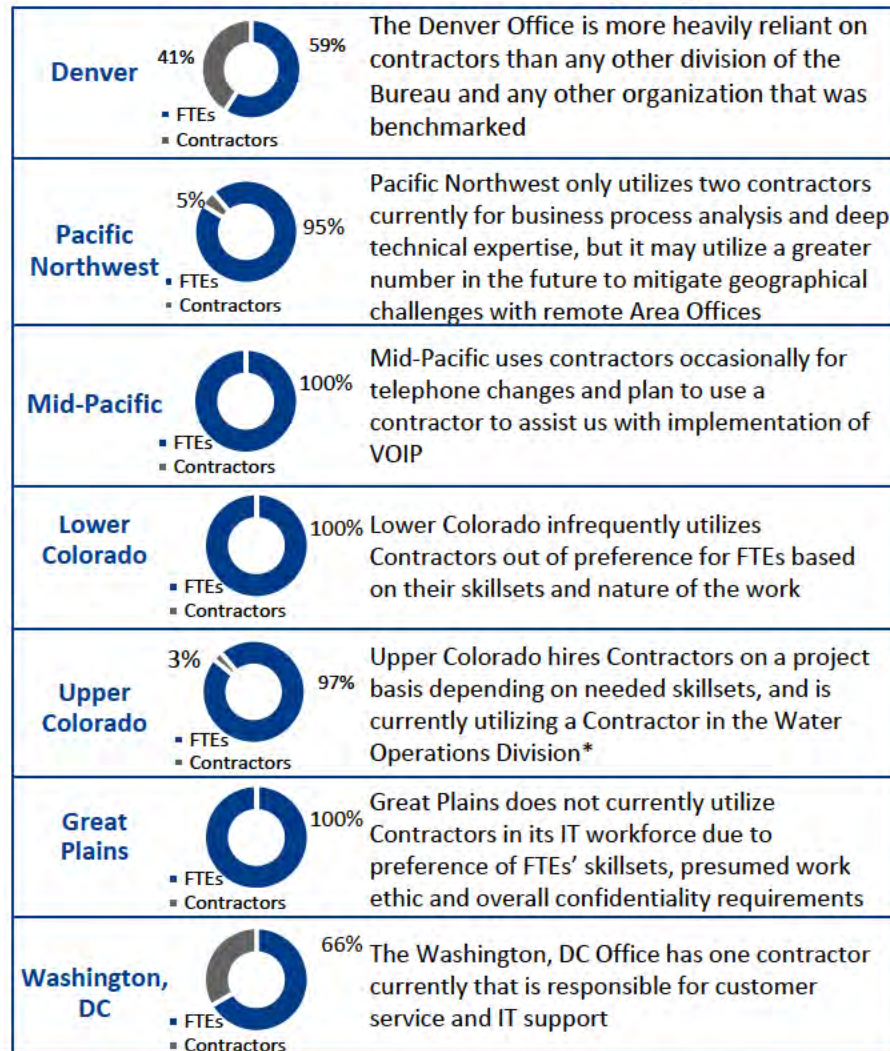 Denver
41%
59%
FTEs
Contractors
The Denver Office is more heavily reliant on
contractors than any other division of the
Bureau and any other organization that was
benchmarked
Pacific
Northwest
5%
95%
FTEs
Contractors
Pacific Northwest only utilizes two contractors
currently for business process analysis and deep
technical expertise, but it may utilize a greater
number in the future to mitigate geographical
challenges with remote Area Offices
Mid-Pacific
100%
FTEs
Contractors
Mid-Pacific uses contractors occasionally for
telephone changes and plan to use a
contractor to assist us with implementation of
VOIP
Lower
Colorado
100%
FTEs
Contractors
Lower Colorado infrequently utilizes
Contractors out of preference for FTEs based
on their skillsets and nature of the work
Upper
Colorado
3%
97%
FTEs
Contractors
Upper Colorado hires Contractors on a project
basis depending on needed skillsets, and is
currently utilizing a Contractor in the Water
Operations Division*
Great
Plains
100%
FTEs
Contractors
Great Plains does not currently utilize
Contractors in its IT workforce due to
preference of FTEs’ skillsets, presumed work
ethic and overall confidentiality requirements
Washington,
DC
66%
FTEs
Contractors
The Washington, DC Office has one contractor
currently that is responsible for customer
service and IT support